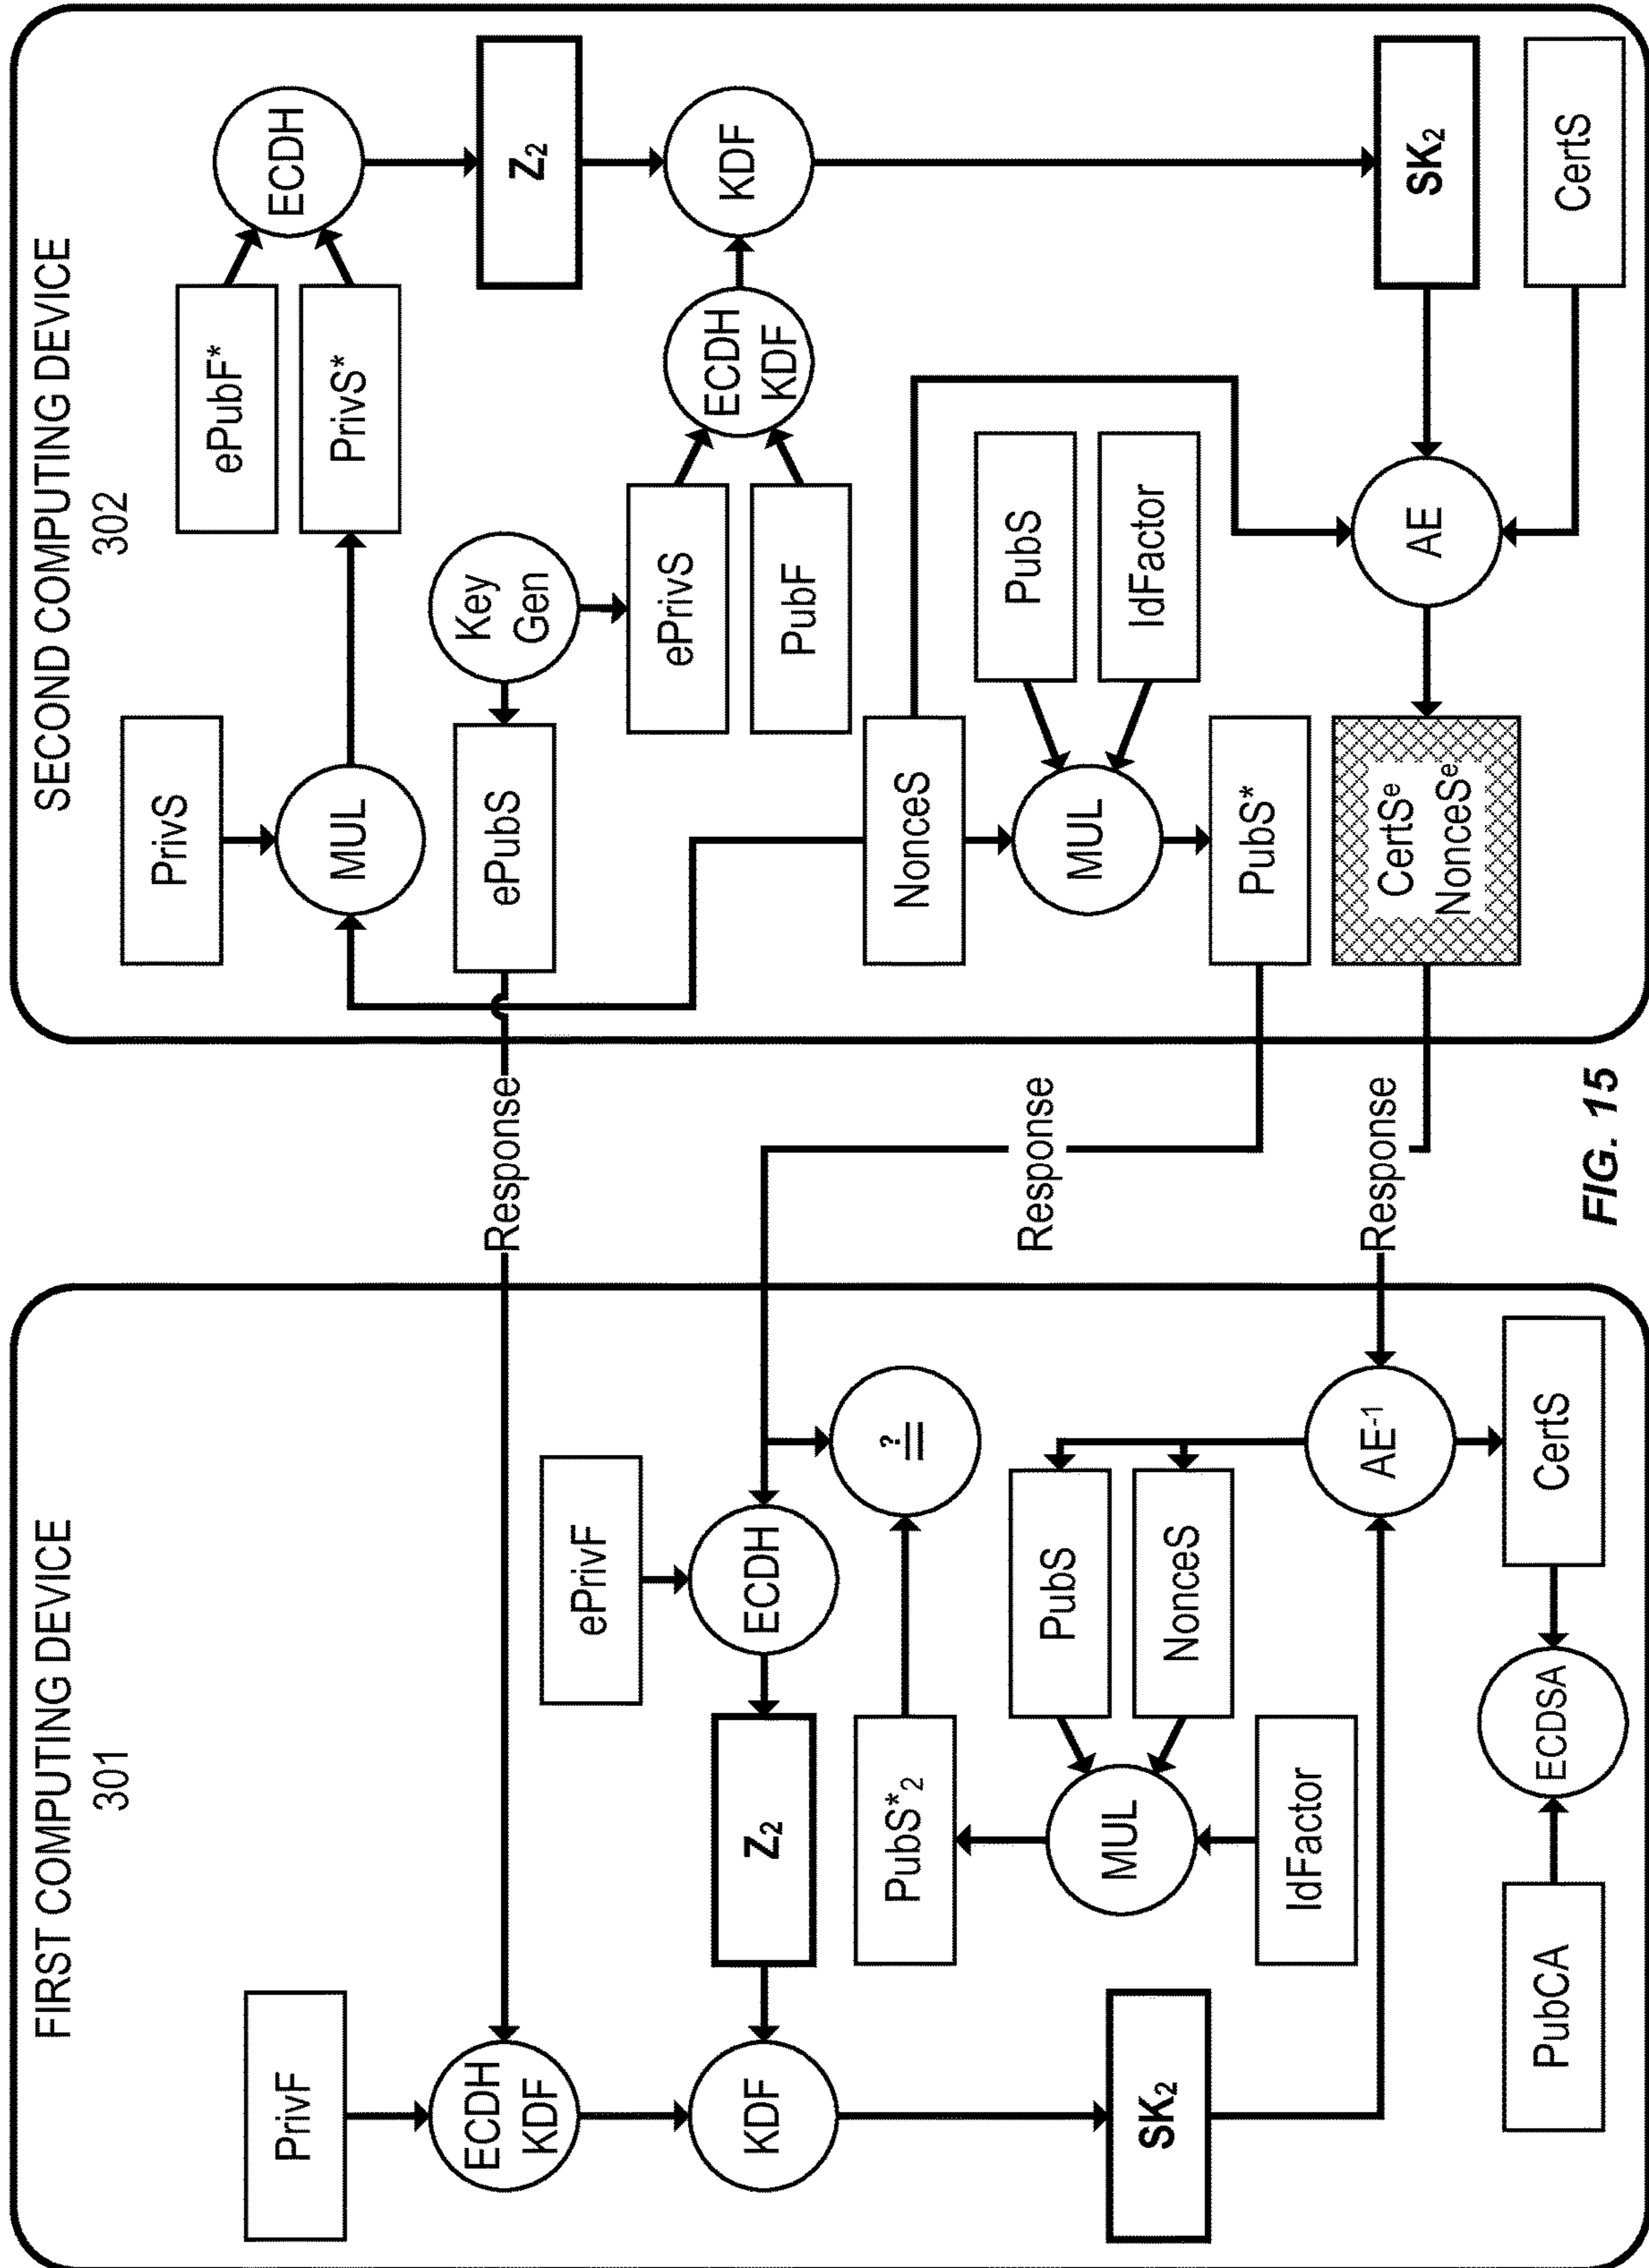 FIRST COMPUTING DEVICE
301
PrivF
ECDH
KDF
KDF
SK₂
ePrivF
ECDH
Z₂
PubS*₂
?
=
PubS
NonceS
MUL
IdFactor
AE⁻¹
CertS
ECDSA
PubCA
Response
Response
Response
SECOND COMPUTING DEVICE
302
PrivS
MUL
ePubF*
PrivS*
ECDH
Z₂
KDF
Key
Gen
ePubS
ePrivS
PubF
ECDH
KDF
NonceS
PubS
IdFactor
MUL
PubS*
SK₂
CertS
AE
CertSᵉ
NonceSᵉ
FIG. 15